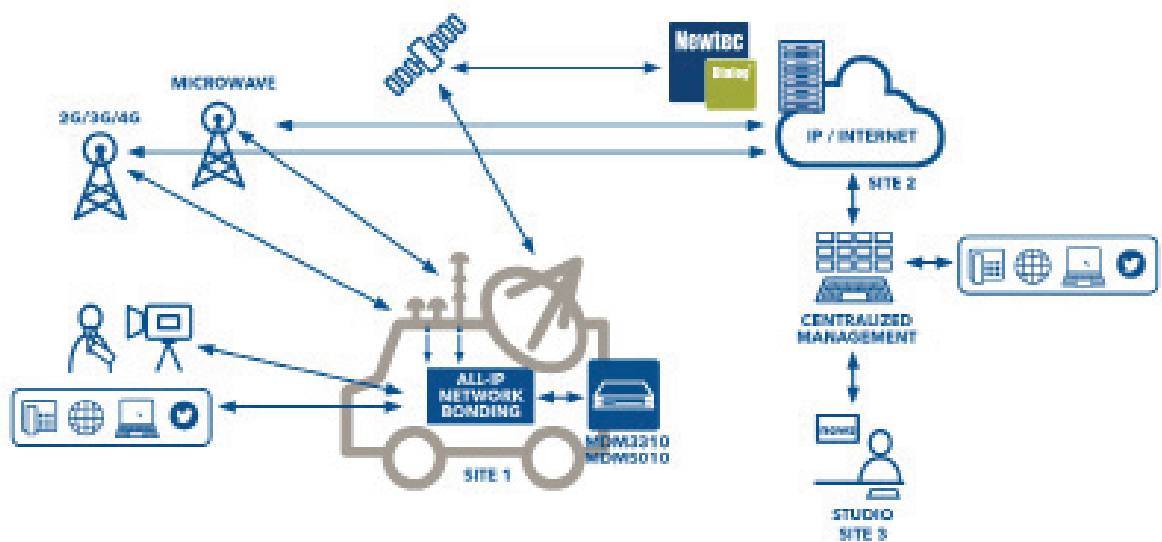 Newtec
Dialog
MICROWAVE
2G/3G/4G
IP / INTERNET
SITE 2
CENTRALIZED
MANAGEMENT
ALL-IP
NETWORK
BONDING
MDM3310
MDM5010
SITE 1
news
STUDIO
SITE 3